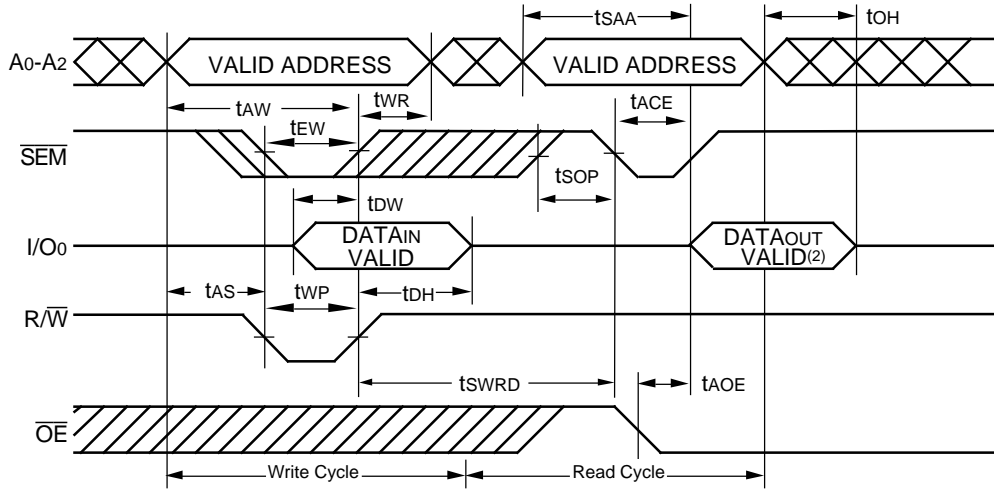 tSAA
tOH
A0-A2
VALID ADDRESS
VALID ADDRESS
tAW
tWR
tACE
tEW
SEM
tSOP
tDW
I/O0
DATAIN
VALID
DATAOUT
VALID(2)
tAS
tWP
tDH
R/W
tSWRD
tAOE
OE
Write Cycle
Read Cycle